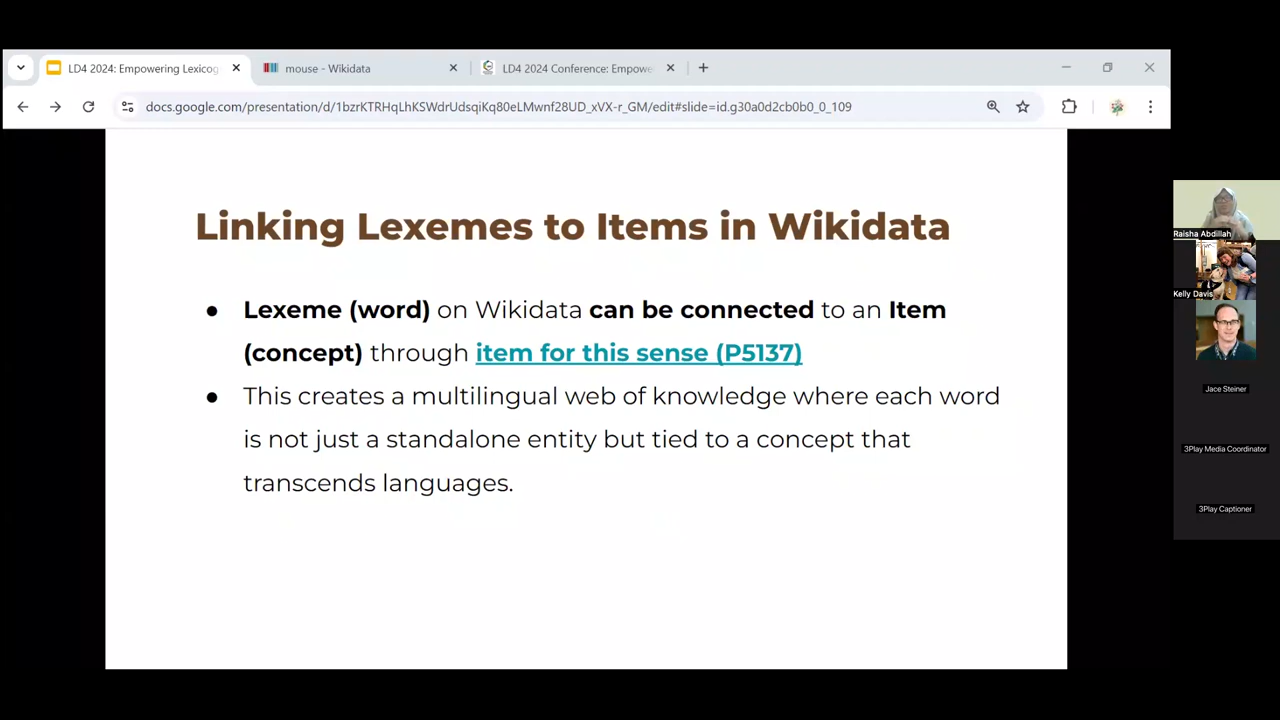 LD4 2024: Empowering Lexicog
mouse - Wikidata
LD4 2024 Conference: Empowe
docs.google.com/presentation/d/1bzrKTRHqLhKSWdrUdsqiKq80eLMwnf28UD_xVX-r_GM/edit#slide=id.g30a0d2cb0b0_0_109
Linking Lexemes to Items in Wikidata
● Lexeme (word) on Wikidata can be connected to an Item
(concept) through item for this sense (P5137)
● This creates a multilingual web of knowledge where each word
is not just a standalone entity but tied to a concept that
transcends languages.
Raisha Abdillah
Kelly Davis
Jace Steiner
3Play Media Coordinator
3Play Captioner